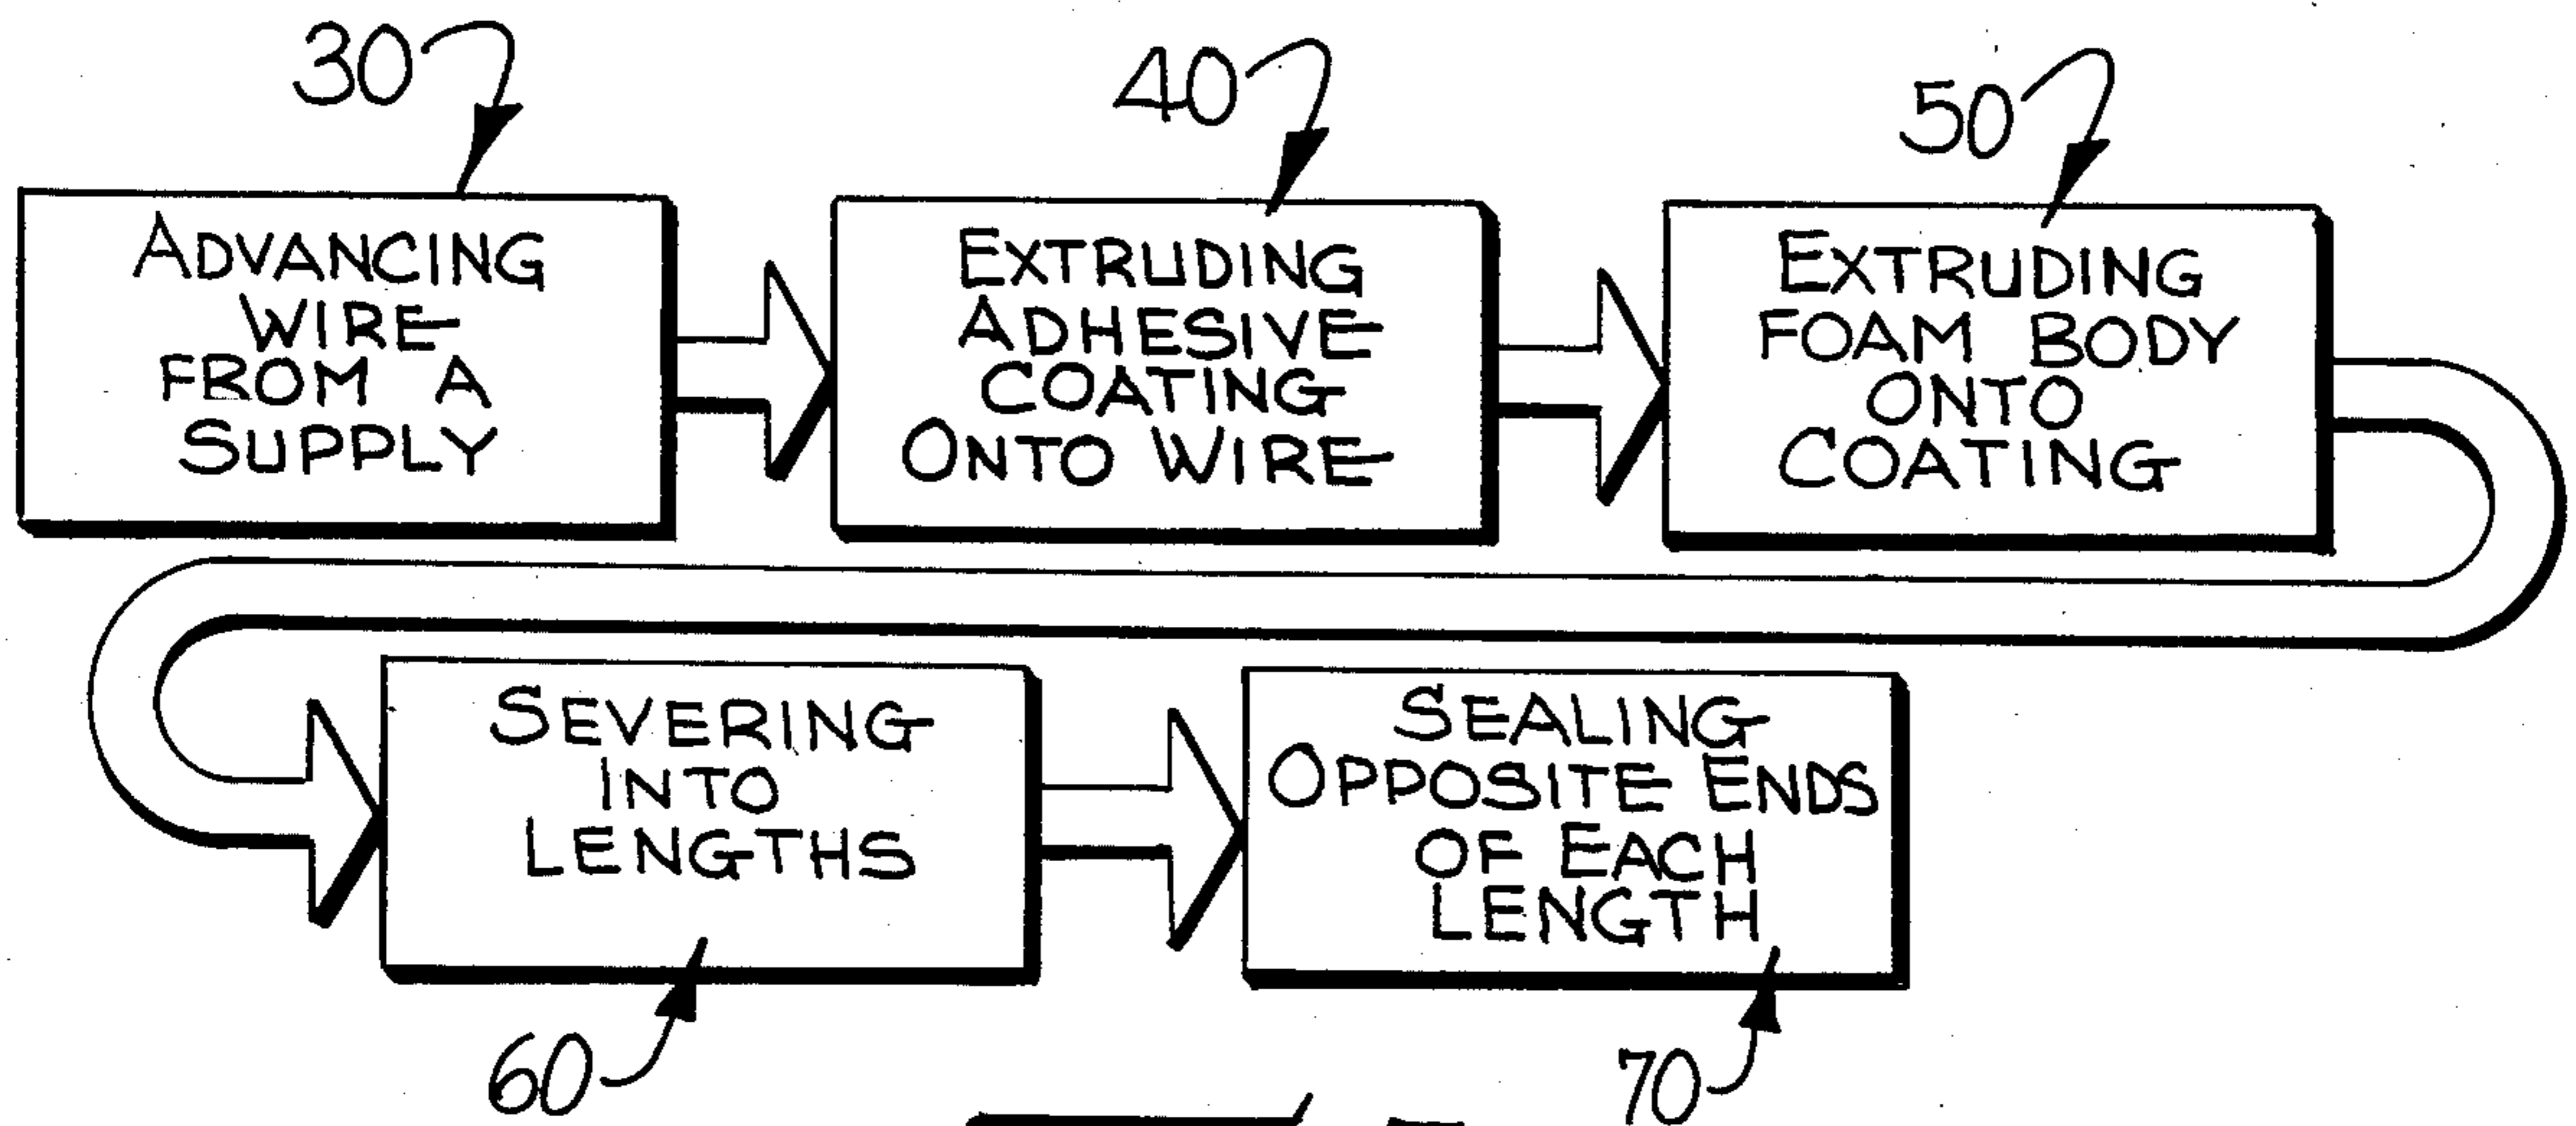 30
40
50
ADVANCING
WIRE
FROM A
SUPPLY
EXTRUDING
ADHESIVE
COATING
ONTO WIRE
EXTRUDING
FOAM BODY
ONTO
COATING
SEVERING
INTO
LENGTHS
SEALING
OPPOSITE ENDS
OF EACH
LENGTH
60
70